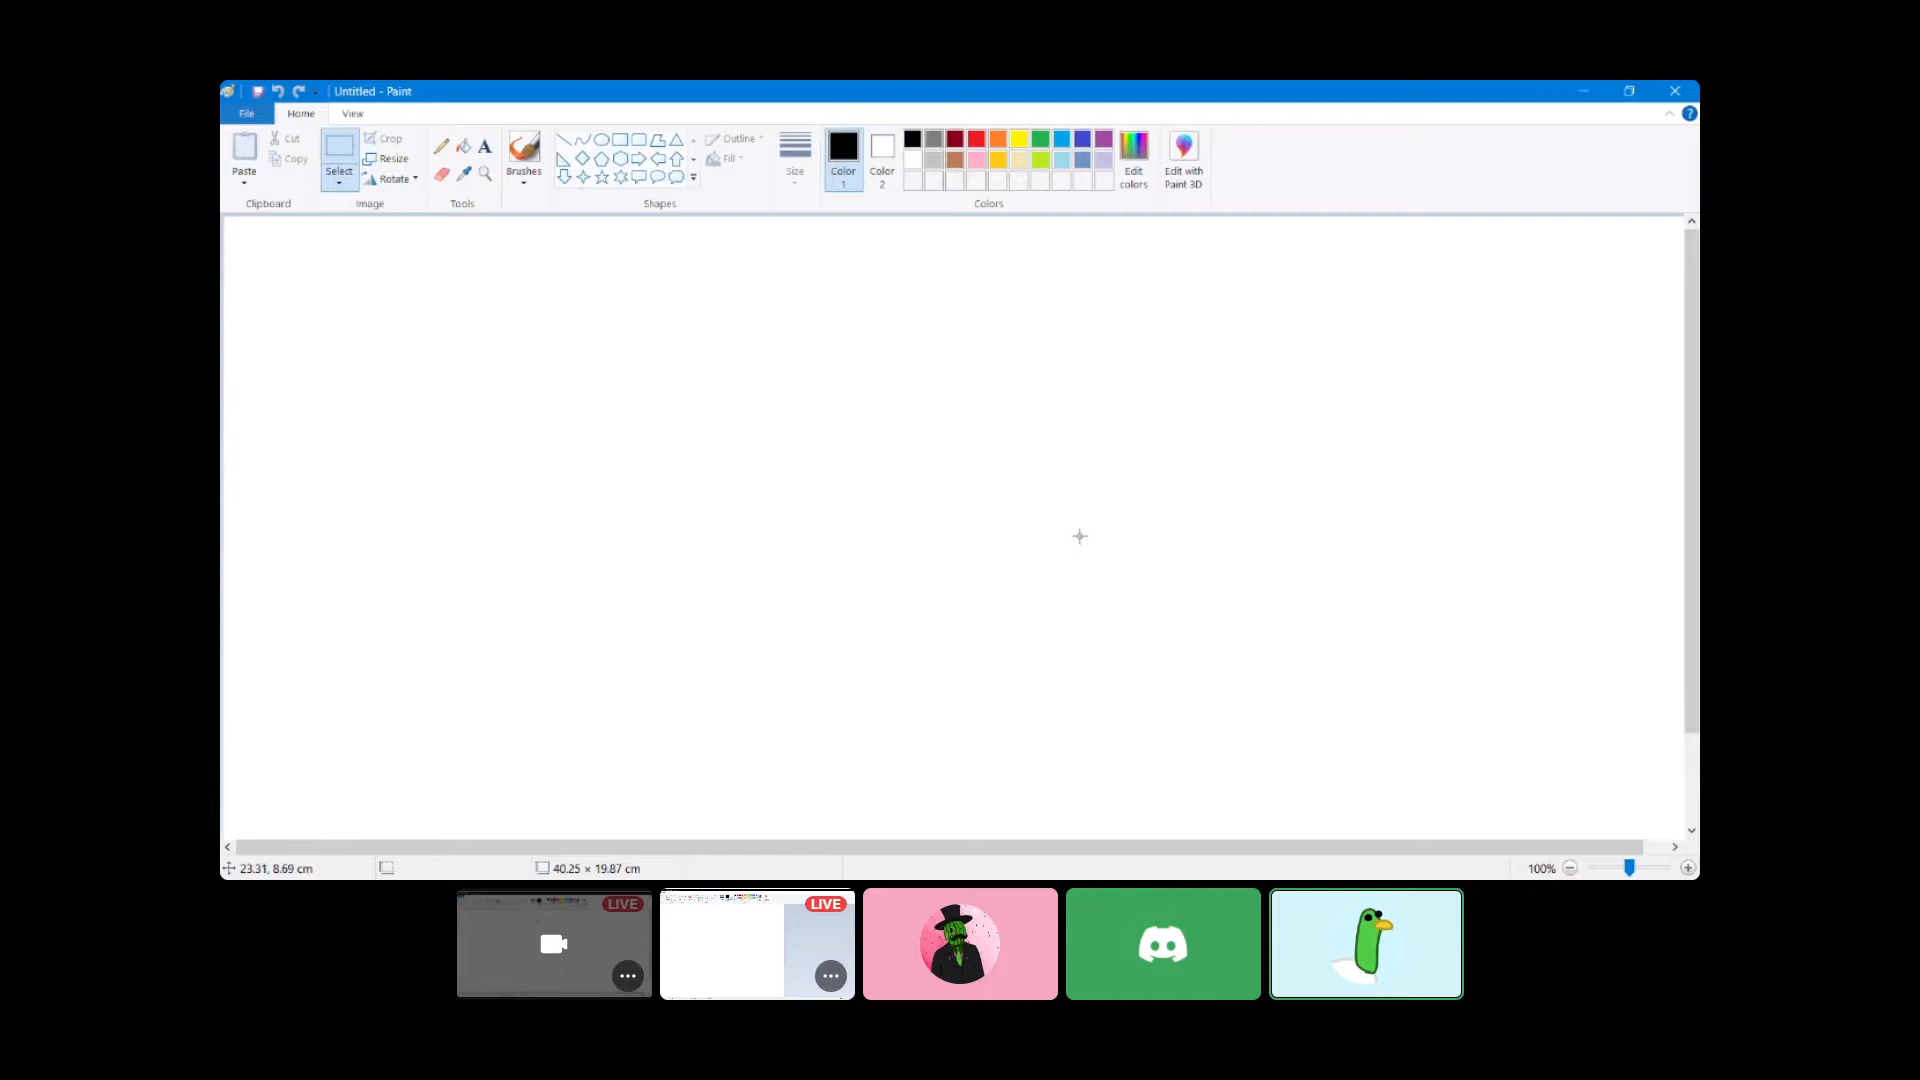 Untitled - Paint
File Home View
Paste
Cut
Copy
Clipboard
Select
Crop
Resize
Rotate
Image
A
Tools
Brushes
Outline
Fill
Shapes
Size
Color 1
Color 2
Colors
Edit colors
Edit with Paint 3D
?
23.31, 8.69 cm
40.25 × 19.87 cm
100%
LIVE
LIVE